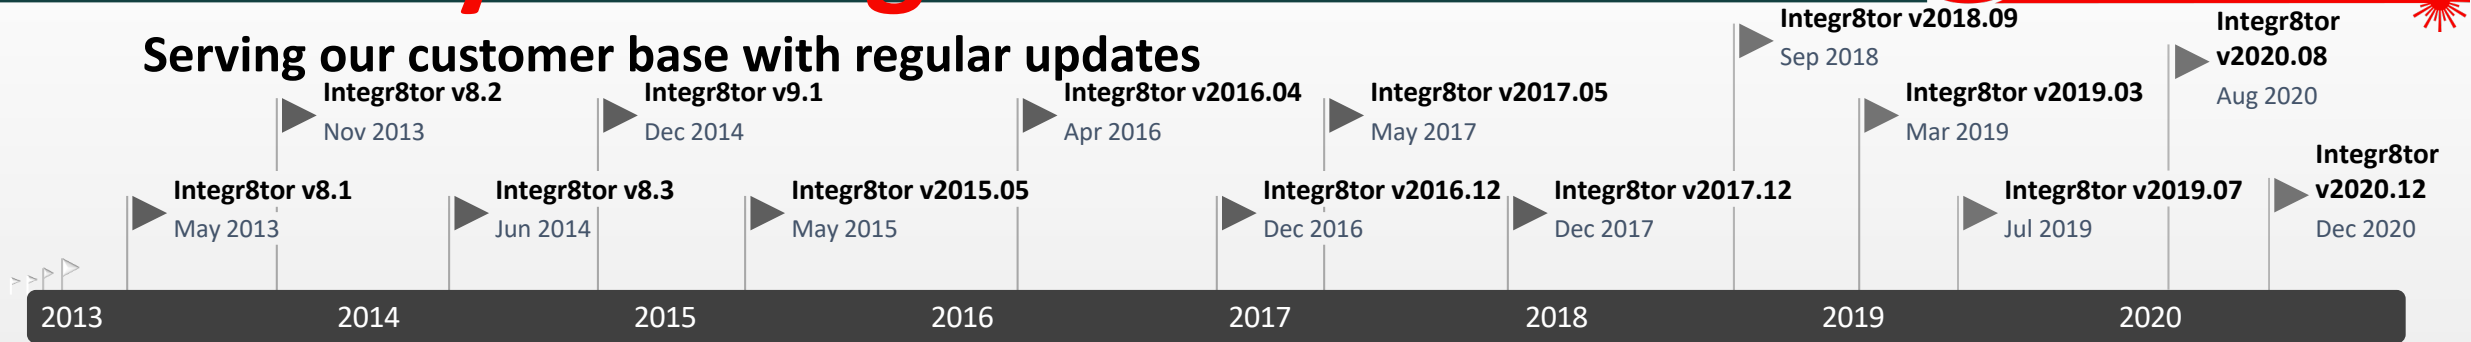 Serving our customer base with regular updates
Integr8tor v8.1
May 2013
Integr8tor v8.2
Nov 2013
Integr8tor v8.3
Jun 2014
Integr8tor v9.1
Dec 2014
Integr8tor v2015.05
May 2015
Integr8tor v2016.04
Apr 2016
Integr8tor v2016.12
Dec 2016
Integr8tor v2017.05
May 2017
Integr8tor v2017.12
Dec 2017
Integr8tor v2018.09
Sep 2018
Integr8tor v2019.03
Mar 2019
Integr8tor v2019.07
Jul 2019
Integr8tor
v2020.08
Aug 2020
Integr8tor
v2020.12
Dec 2020
2013 2014 2015 2016 2017 2018 2019 2020